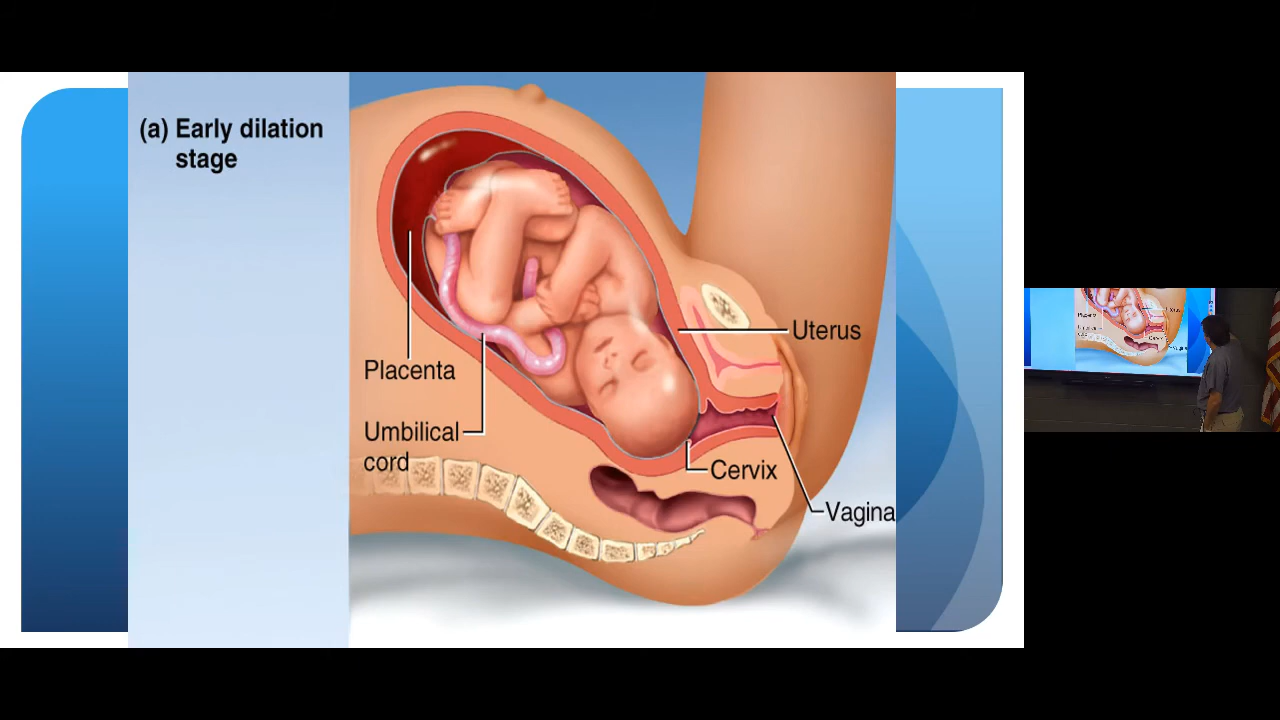 (a) Early dilation
stage
Uterus
Placenta
Umbilical
cord
Cervix
Vagina